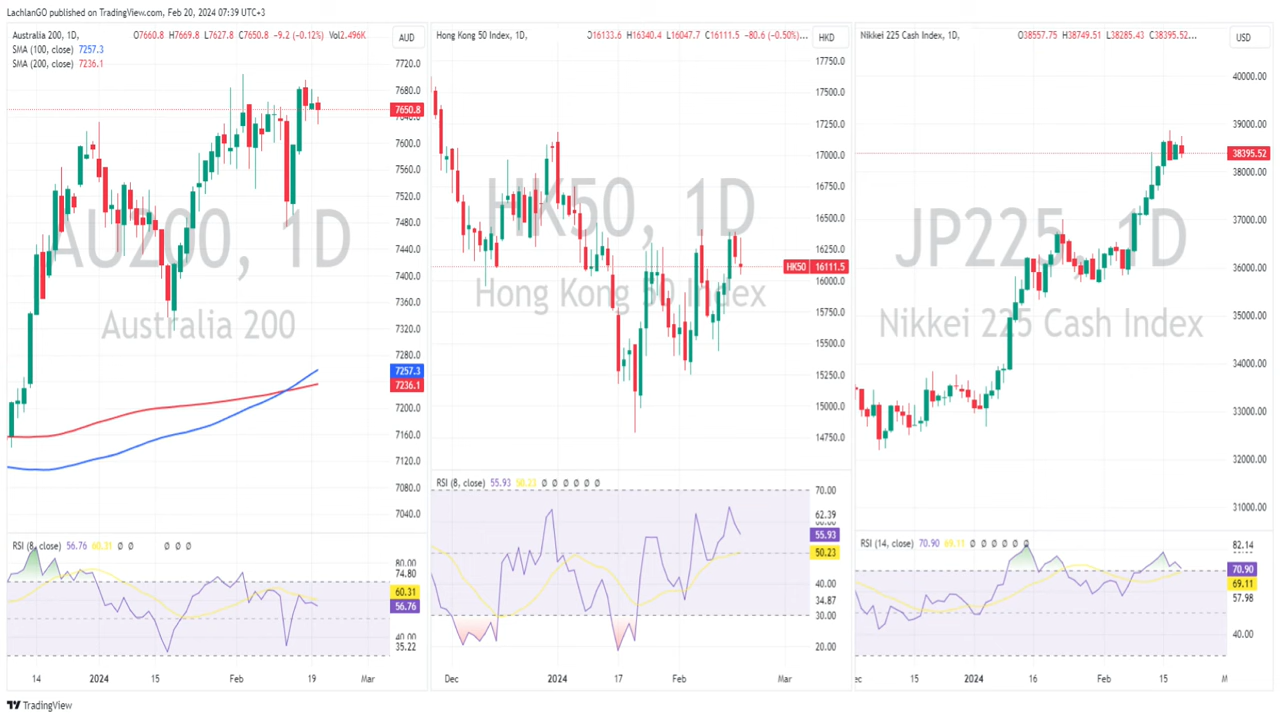 LachlanGO published on TradingView.com, Feb 20, 2024 07:39 UTC+3
Australia 200, 1D, O7660.8 H7669.8 L7627.8 C7650.8 -9.2 (-0.12%) Vol2.496K
AUD
SMA (100, close) 7257.3
SMA (200, close) 7236.1
7720.0
7680.0
7650.8
7600.0
7560.0
7520.0
7480.0
7440.0
7400.0
7360.0
7320.0
7280.0
7257.3
7236.1
7200.0
7160.0
7120.0
7080.0
7040.0
AU200, 1D
Australia 200
RSI (8, close) 56.76 60.31 Ø Ø Ø Ø Ø
80.00
74.80
60.31
56.76
40.00
35.22
14 2024 15 Feb 19 Mar
Hong Kong 50 Index, 1D, O16133.6 H16340.4 L16047.7 C16111.5 -80.6 (-0.50%)...
HKD
17750.0
17500.0
17250.0
17000.0
16750.0
16500.0
16250.0
HK50 16111.5
16000.0
15750.0
15500.0
15250.0
15000.0
14750.0
HK50, 1D
Hong Kong 50 Index
RSI (8, close) 55.93 50.23 Ø Ø Ø Ø Ø Ø
70.00
62.39
60.00
55.93
50.23
40.00
34.87
30.00
20.00
Dec 2024 17 Feb Mar
Nikkei 225 Cash Index, 1D, O38557.75 H38749.51 L38285.43 C38395.52...
USD
40000.00
39000.00
38395.52
38000.00
37000.00
36000.00
35000.00
34000.00
33000.00
32000.00
31000.00
JP225, 1D
Nikkei 225 Cash Index
RSI (14, close) 70.90 69.11 Ø Ø Ø Ø Ø Ø
82.14
70.90
69.11
57.98
40.00
ec 15 2024 16 Feb 15 M
TradingView